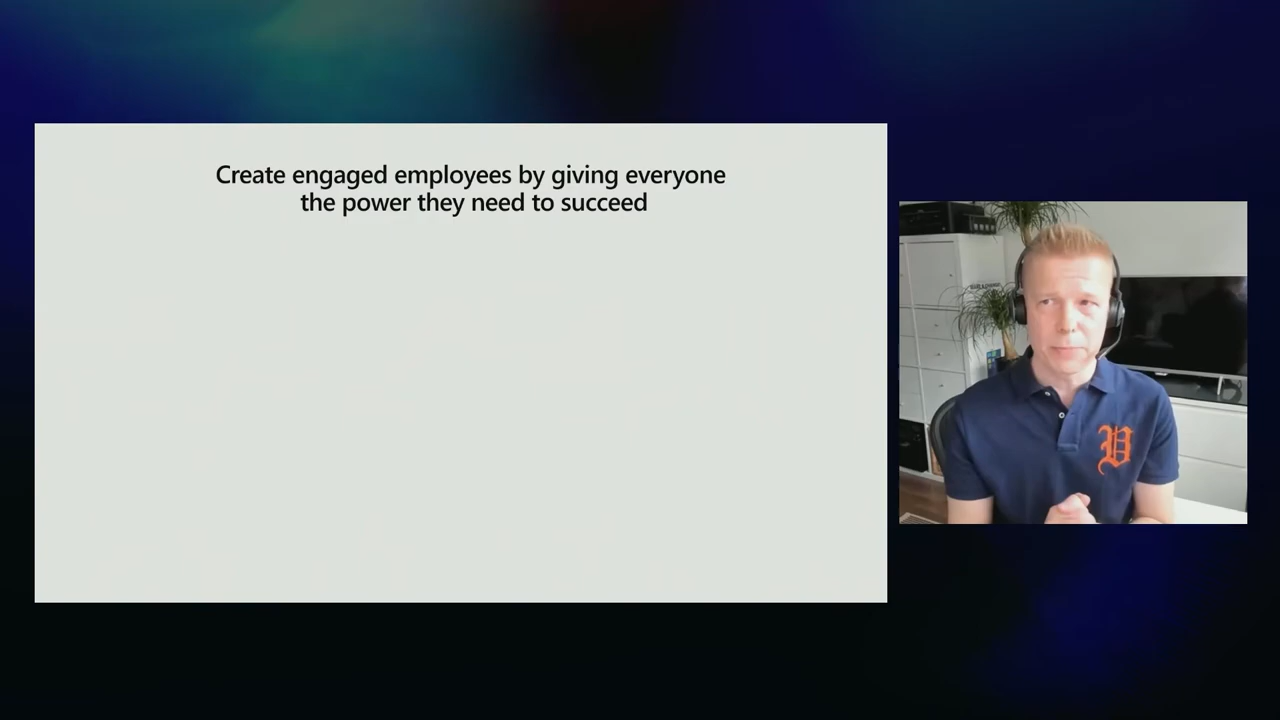 Create engaged employees by giving everyone
the power they need to succeed